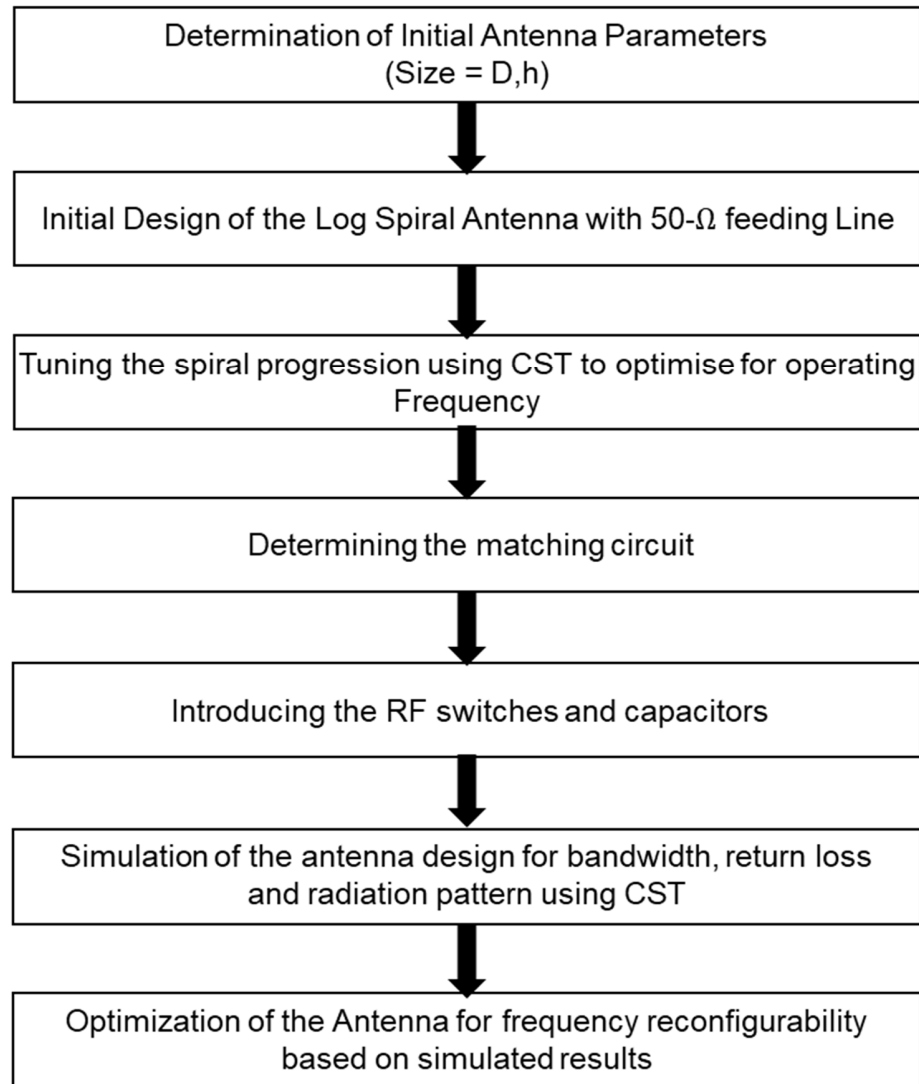 Determination of Initial Antenna Parameters
(Size = D,h)
Initial Design of the Log Spiral Antenna with 50-Ω feeding Line
Tuning the spiral progression using CST to optimise for operating
Frequency
Determining the matching circuit
Introducing the RF switches and capacitors
Simulation of the antenna design for bandwidth, return loss
and radiation pattern using CST
Optimization of the Antenna for frequency reconfigurability
based on simulated results